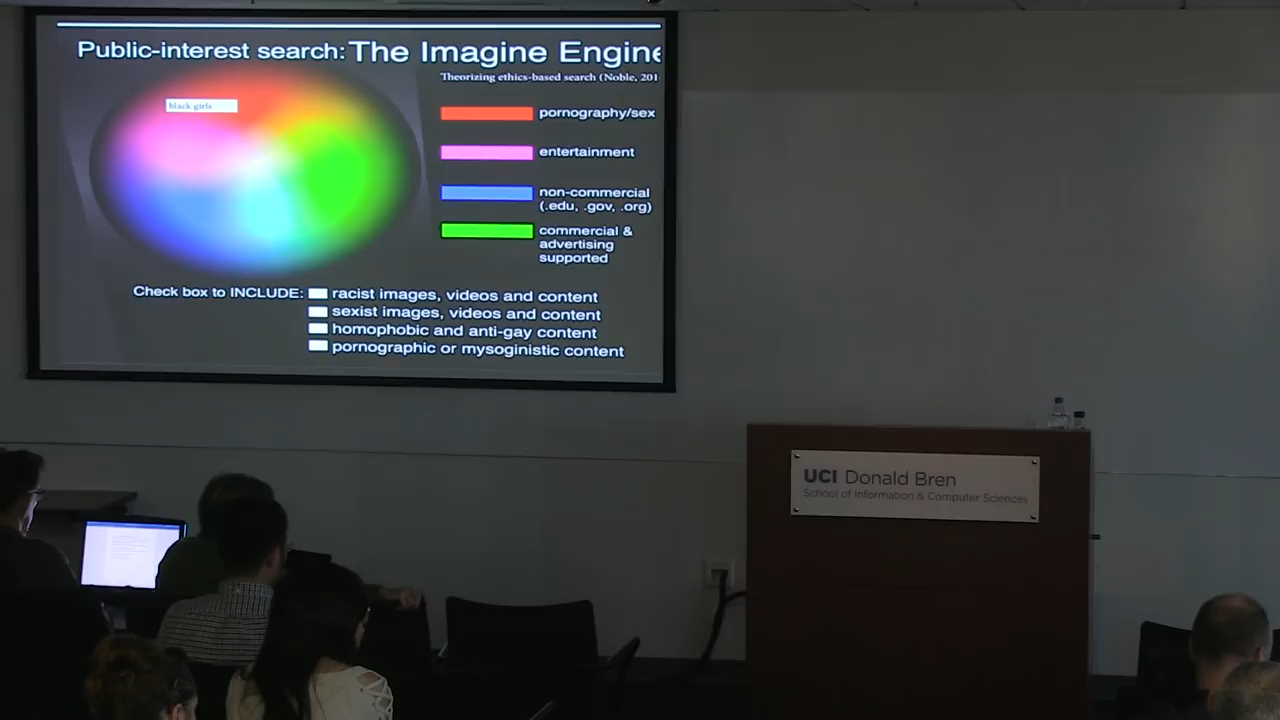 Public-interest search: The Imagine Engine
Theorizing ethics-based search (Noble, 201
black girls
pornography/sex
entertainment
non-commercial
(.edu, .gov, .org)
commercial &
advertising
supported
Check box to INCLUDE:
racist images, videos and content
sexist images, videos and content
homophobic and anti-gay content
pornographic or mysoginistic content
UCI Donald Bren
School of Information & Computer Sciences